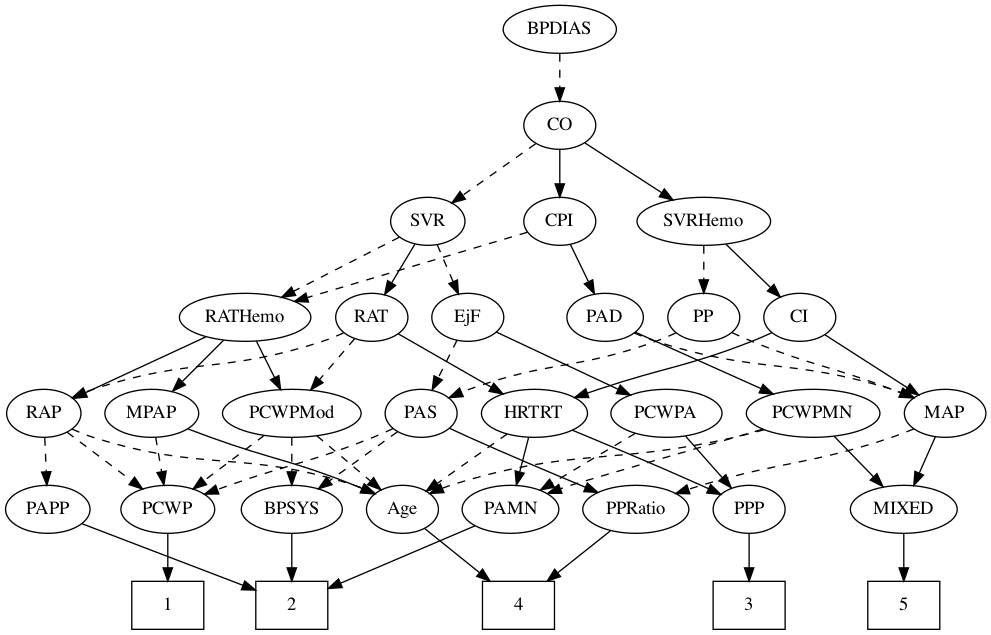 BPDIAS
CO
SVR
CPI
SVRHemo
RATHemo
RAT
EjF
PAD
PP
CI
RAP
MPAP
PCWPMod
PAS
HRTRT
PCWPA
PCWPMN
MAP
PAPP
PCWP
BPSYS
Age
PAMN
PPRatio
PPP
MIXED
1
2
4
3
5